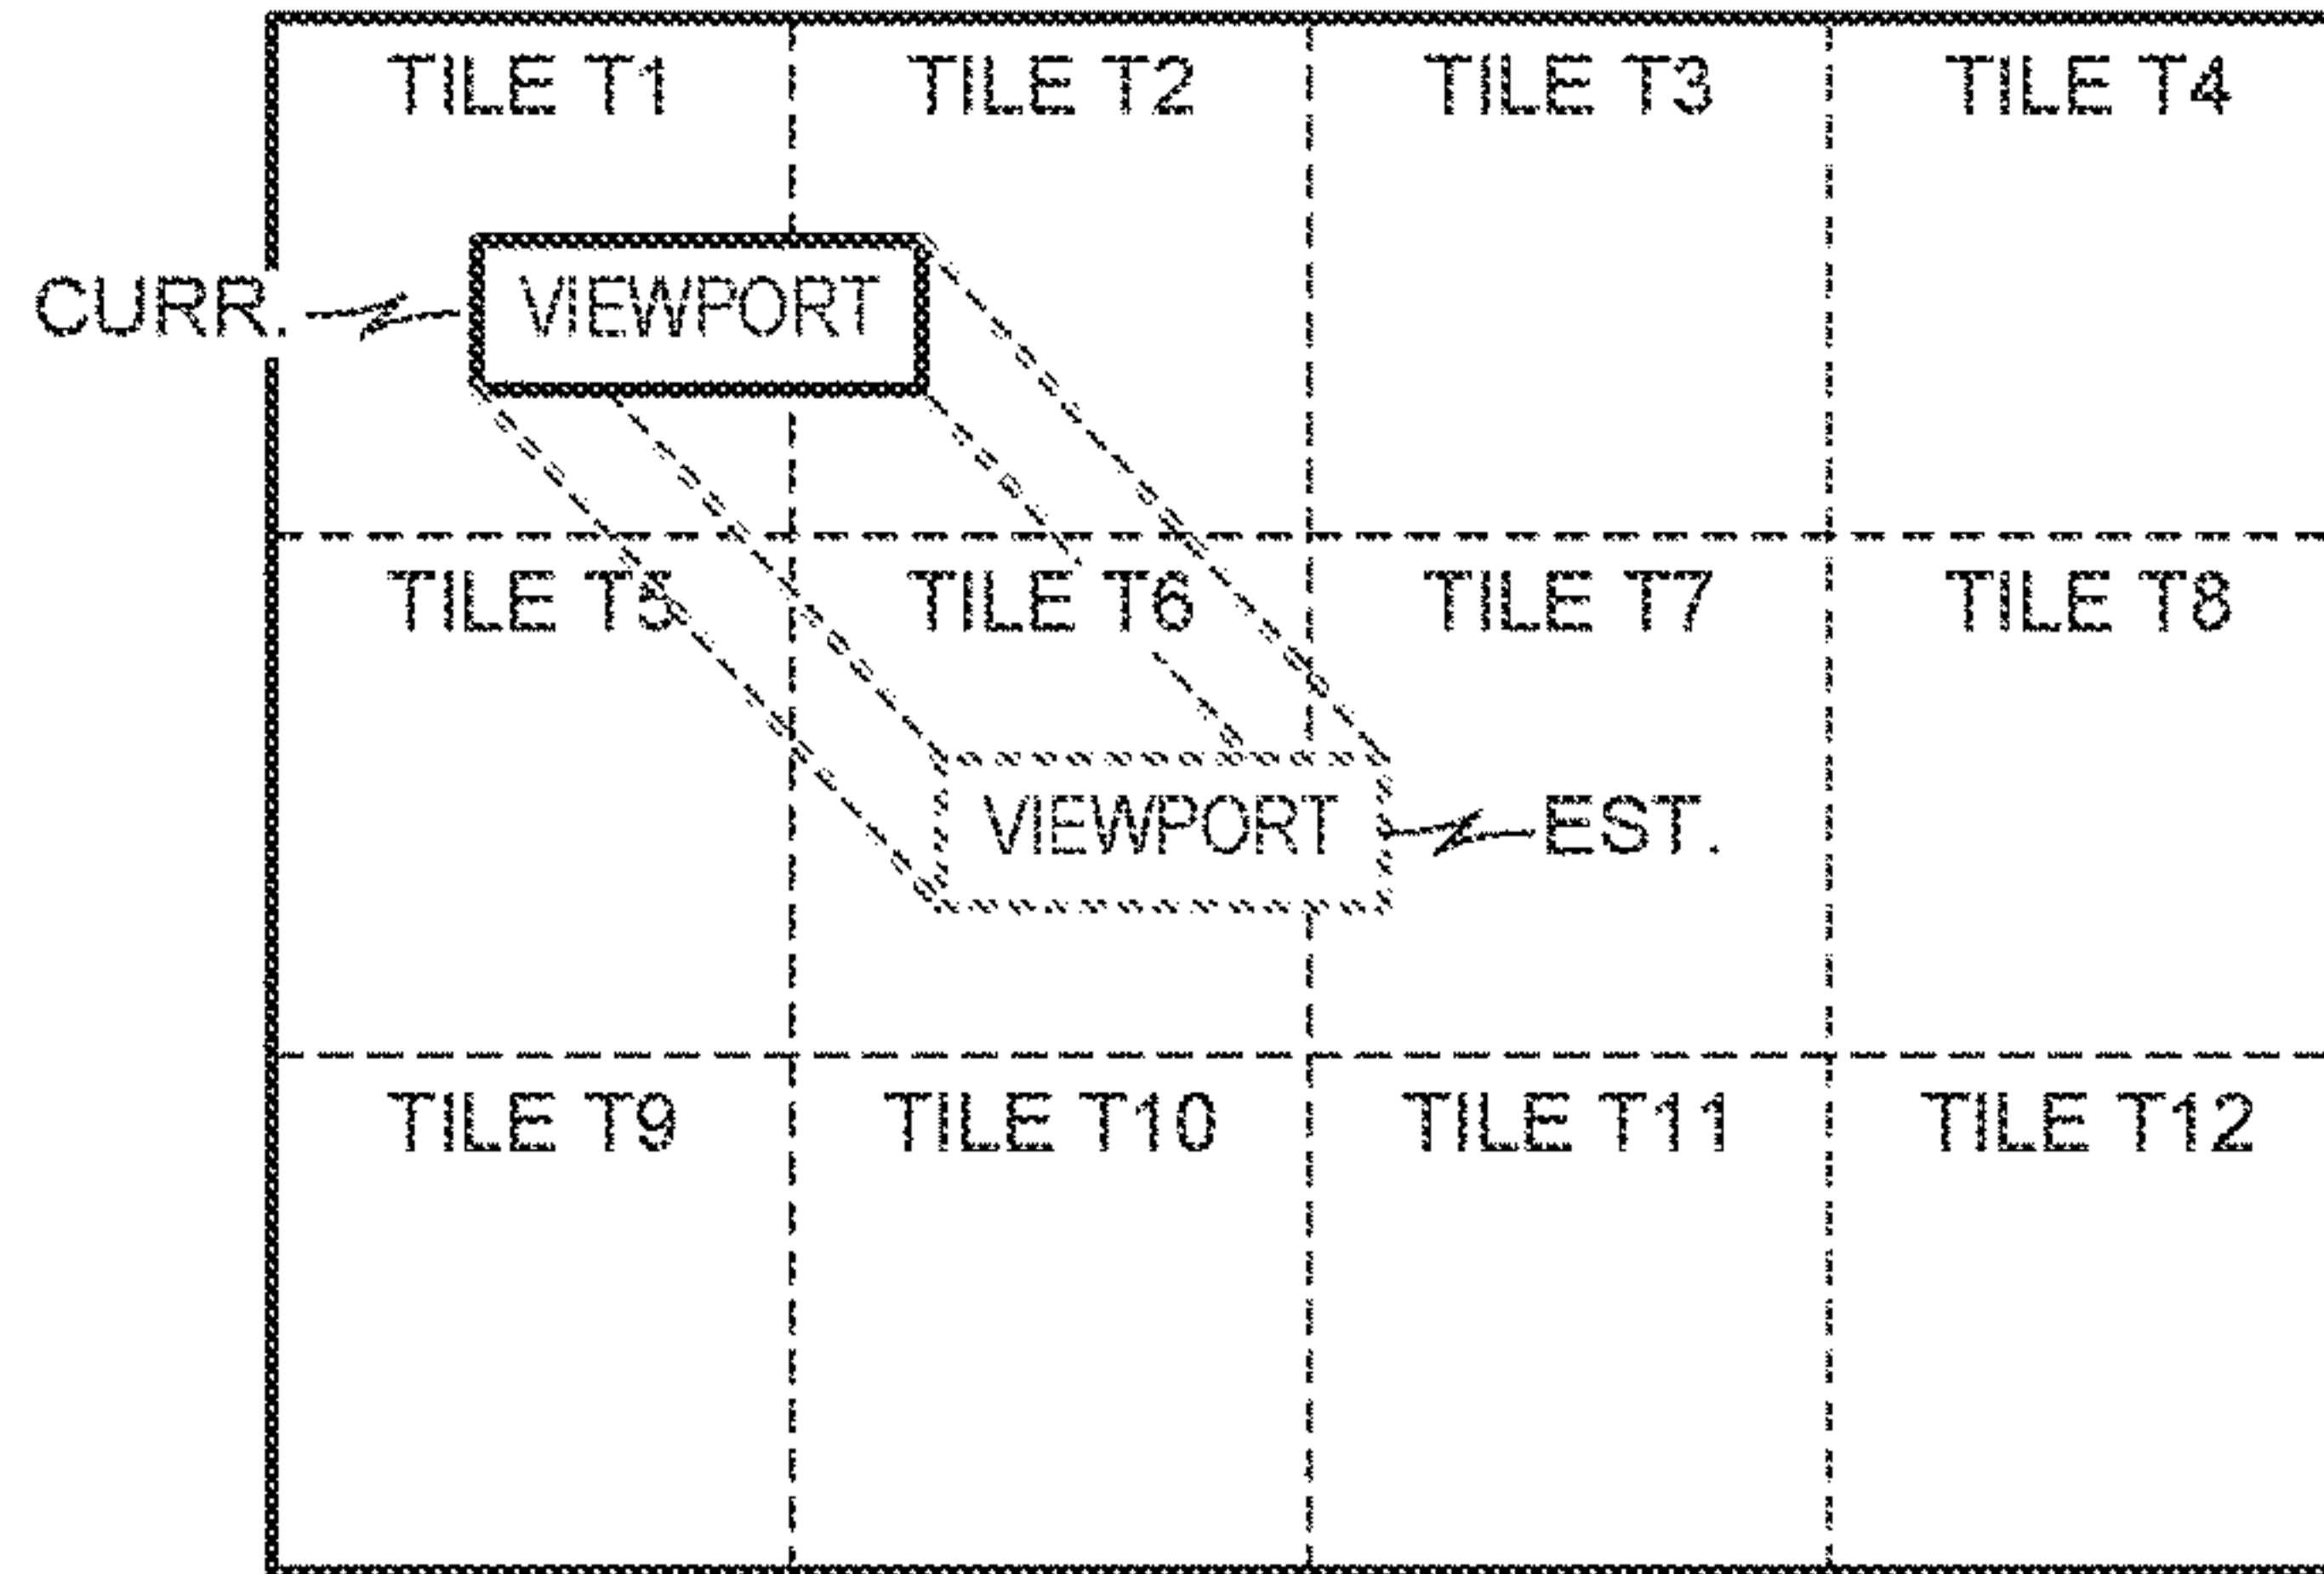 TILE T1 TILE T2 TILE T3 TILE T4
CURR. VIEWPORT
TILE T5 TILE T6 TILE T7 TILE T8
VIEWPORT EST.
TILE T9 TILE T10 TILE T11 TILE T12